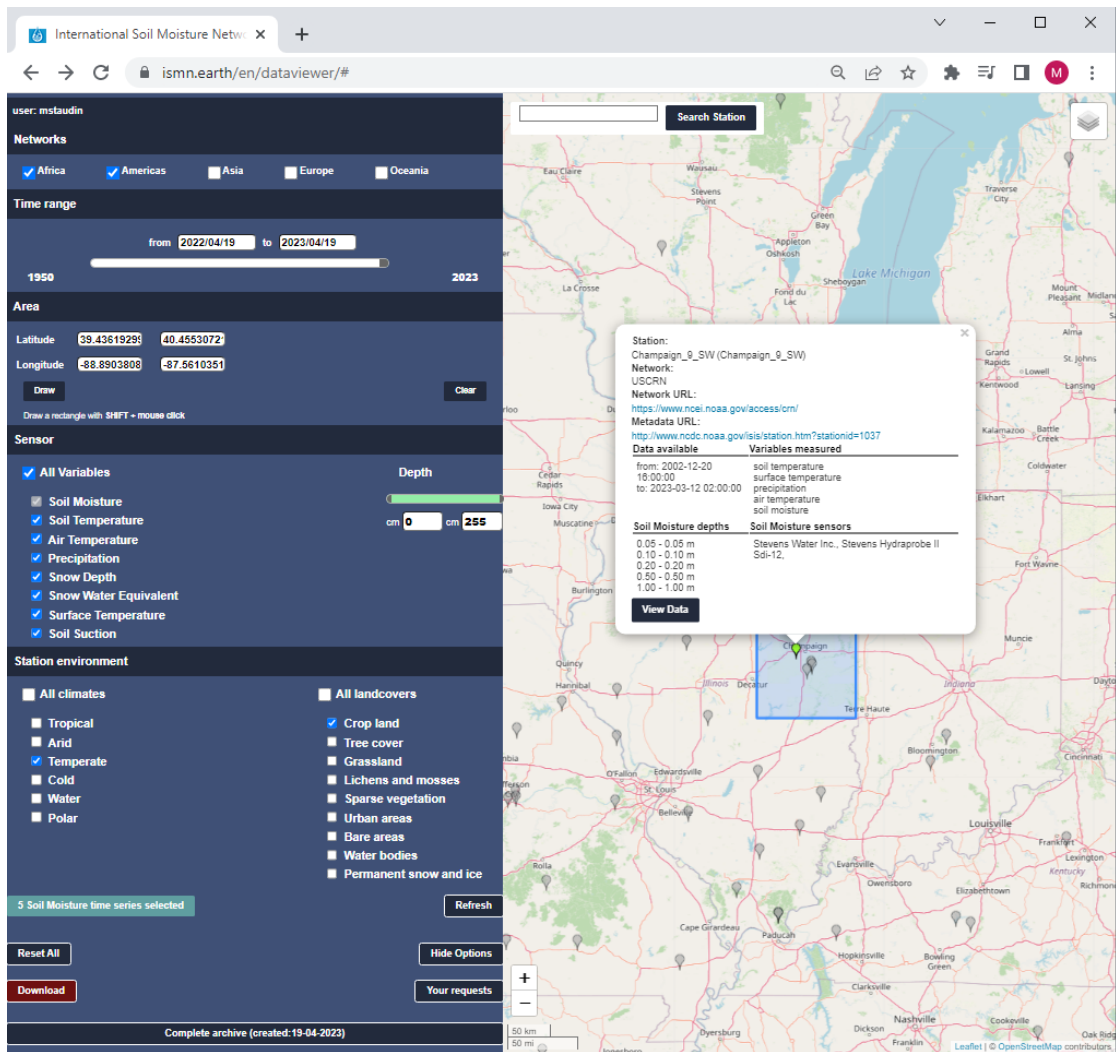 International Soil Moisture Netwo
ismn.earth/en/dataviewer/#
M
user: mstaudin
Networks
Africa Americas Asia Europe Oceania
Time range
from 2022/04/19 to 2023/04/19
1950 2023
Area
Latitude 39.43619299 40.4553072
Longitude -88.8903808 -87.5610351
Draw Clear
Draw a rectangle with SHIFT + mouse click
Sensor
All Variables Depth
Soil Moisture
Soil Temperature
cm 0 cm 255
Air Temperature
Precipitation
Snow Depth
Snow Water Equivalent
Surface Temperature
Soil Suction
Station environment
All climates All landcovers
Tropical Crop land
Arid Tree cover
Temperate Grassland
Cold Lichens and mosses
Water Sparse vegetation
Polar Urban areas
Bare areas
Water bodies
Permanent snow and ice
5 Soil Moisture time series selected Refresh
Reset All Hide Options
Download Your requests
Complete archive (created:19-04-2023)
Search Station
Eau Claire
Wausau
Stevens
Point
Green
Bay
Traverse
City
Appleton
Oshkosh
Lake Michigan
Sheboygan
La Crosse
Fond du
Lac
Mount
Pleasant
Midlan
Alma
Grand
Rapids
St. Johns
Lowell
Kentwood
Lansing
Kalamazoo
Battle
Creek
Coldwater
Elkhart
Fort Wayne
Station:
Champaign_9_SW (Champaign_9_SW)
Network:
USCRN
Network URL:
https://www.ncei.noaa.gov/access/crn/
Metadata URL:
http://www.ncdc.noaa.gov/isis/station.htm?stationid=1037
Data available Variables measured
from: 2002-12-20 soil temperature
16:00:00 surface temperature
to: 2023-03-12 02:00:00 precipitation
air temperature
soil moisture
Soil Moisture depths Soil Moisture sensors
0.05 - 0.05 m Stevens Water Inc., Stevens Hydraprobe II
0.10 - 0.10 m Sdi-12,
0.20 - 0.20 m
0.50 - 0.50 m
1.00 - 1.00 m
View Data
Cedar
Rapids
Iowa City
Muscatine
Burlington
Quincy
Hannibal
Illinois
Decatur
Champaign
Muncie
Indiana
Dayto
Terre Haute
Bloomington
Cincinnati
O'Fallon
Edwardsville
St. Louis
Belleville
Louisville
Frankfort
Lexington
Kentucky
Richmon
Rolla
Evansville
Owensboro
Elizabethtown
Cape Girardeau
Paducah
Hopkinsville
Bowling
Green
Clarksville
Nashville
Cookeville
Dickson
Franklin
Oak Ridg
Dyersburg
Jonesboro
+
−
50 km
50 mi
Leaflet | © OpenStreetMap contributors